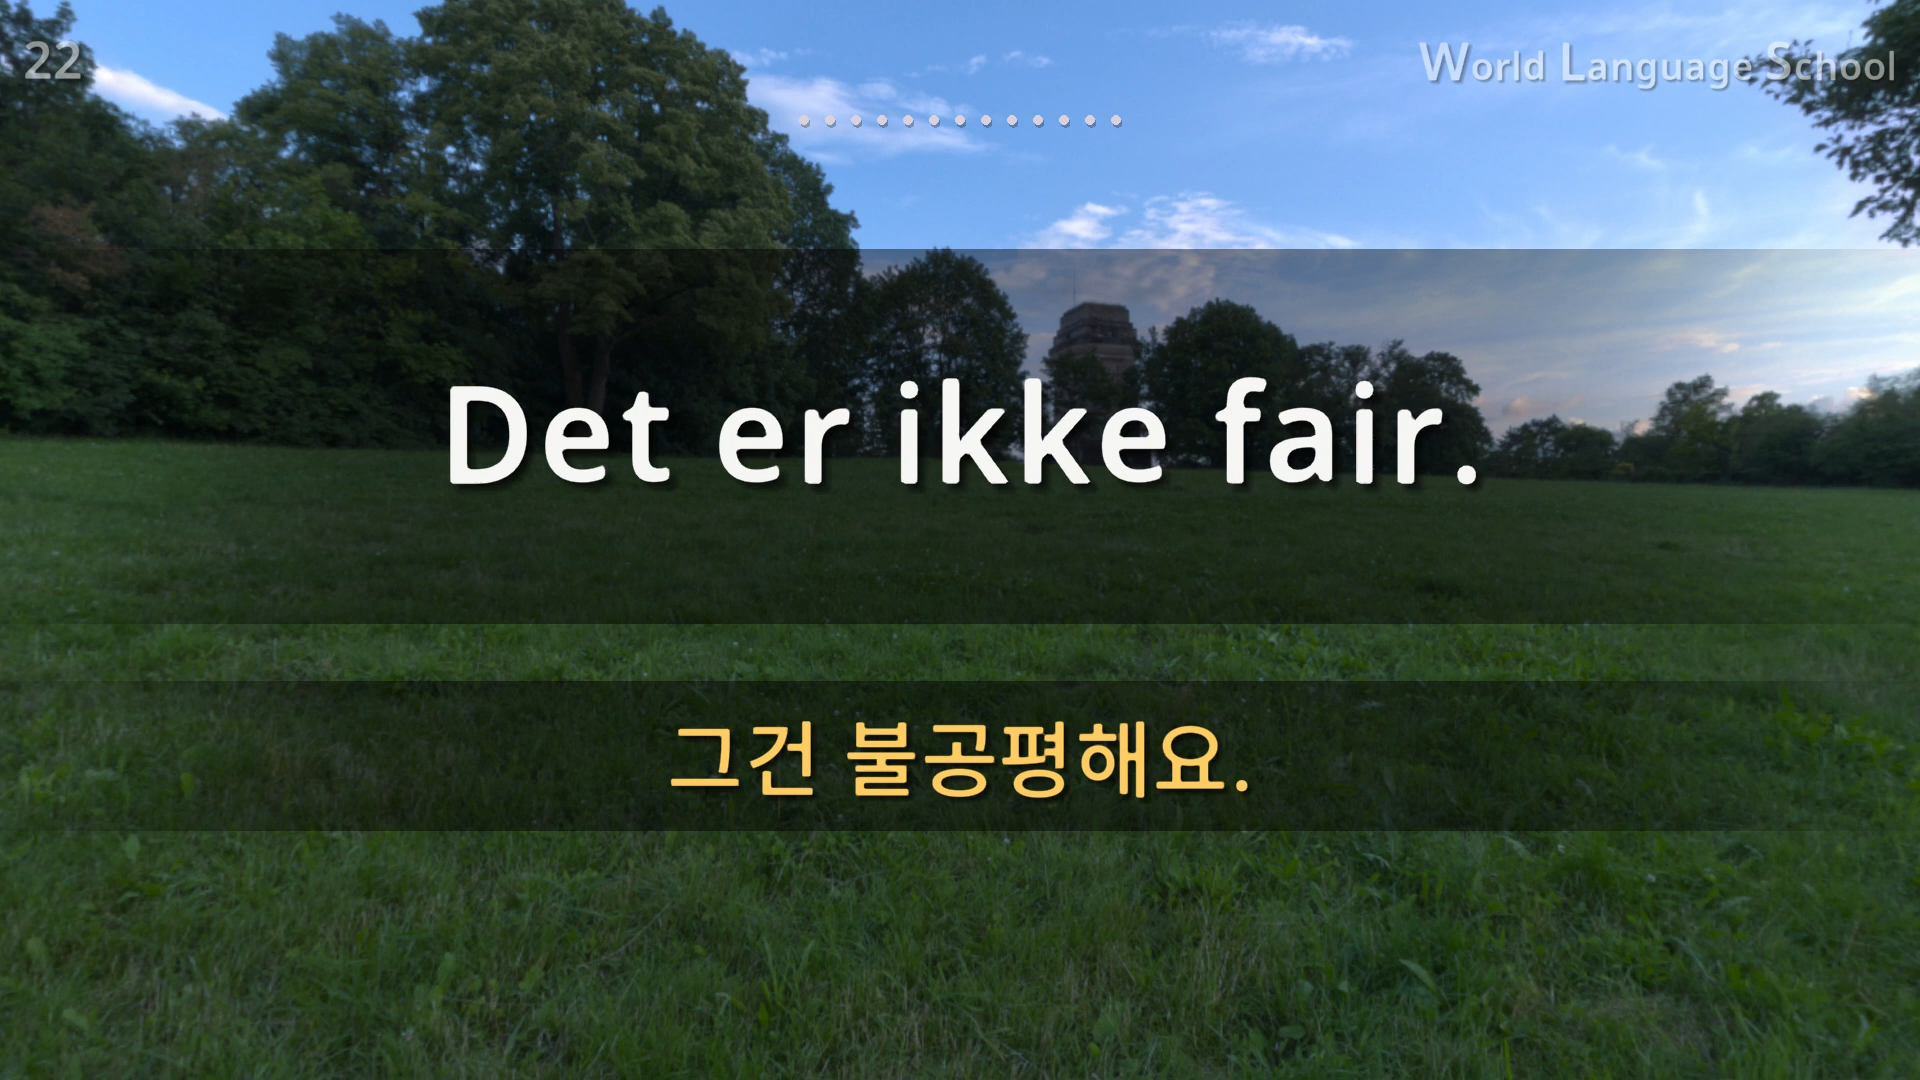 22
World Language School
Det er ikke fair.
그건 불공평해요.